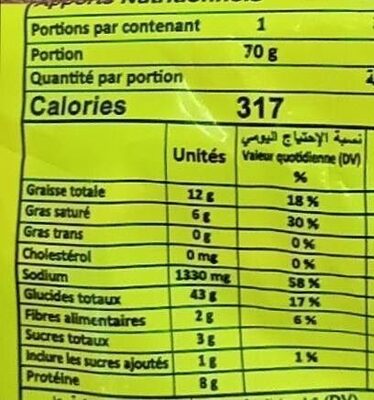 Portions par contenant 1
Portion 70 g
Quantité par portion
Calories 317
نسبة الإحتياج اليومي
Unités Valeur quotidienne (DV)
%
Graisse totale 12 g 18 %
Gras saturé 6 g 30 %
Gras trans 0 g 0 %
Cholestérol 0 mg 0 %
Sodium 1330 mg 58 %
Glucides totaux 43 g 17 %
Fibres alimentaires 2 g 6 %
Sucres totaux 3 g
Indure les sucres ajoutés 1 g 1 %
Protéine 8 g